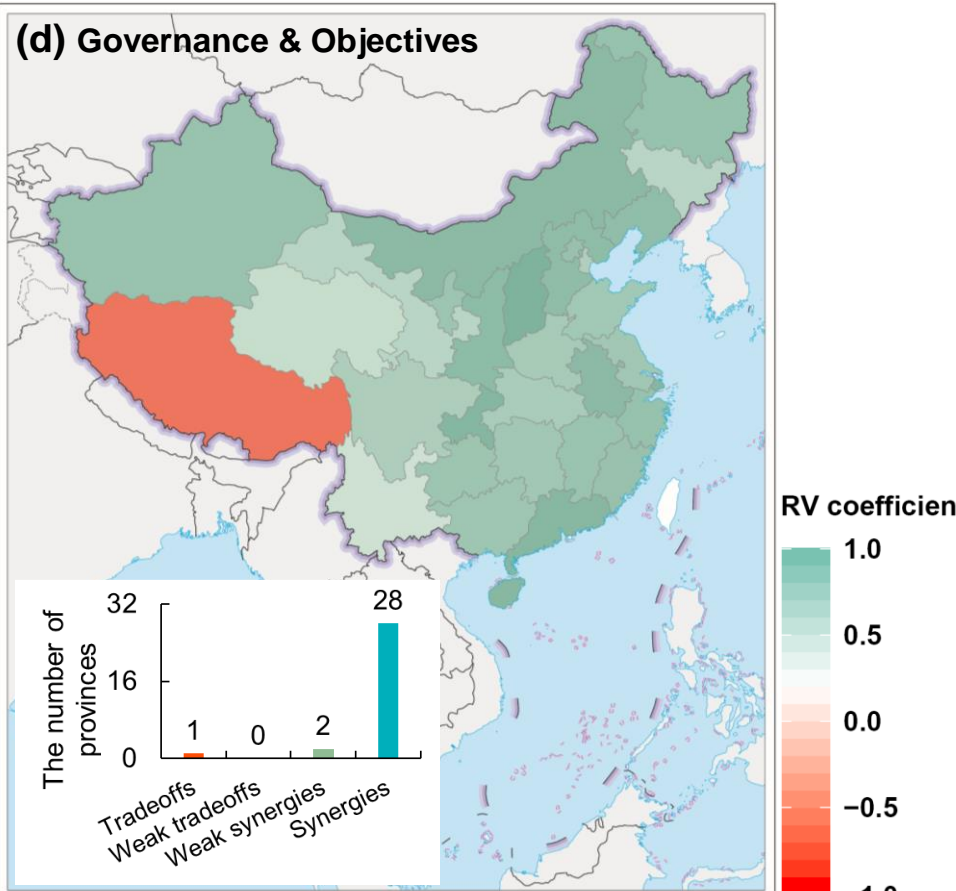 (d) Governance & Objectives
RV coefficien
1.0
0.5
0.0
−0.5
The number of
provinces
32
16
0
1
0
2
28
Tradeoffs
Weak tradeoffs
Weak synergies
Synergies